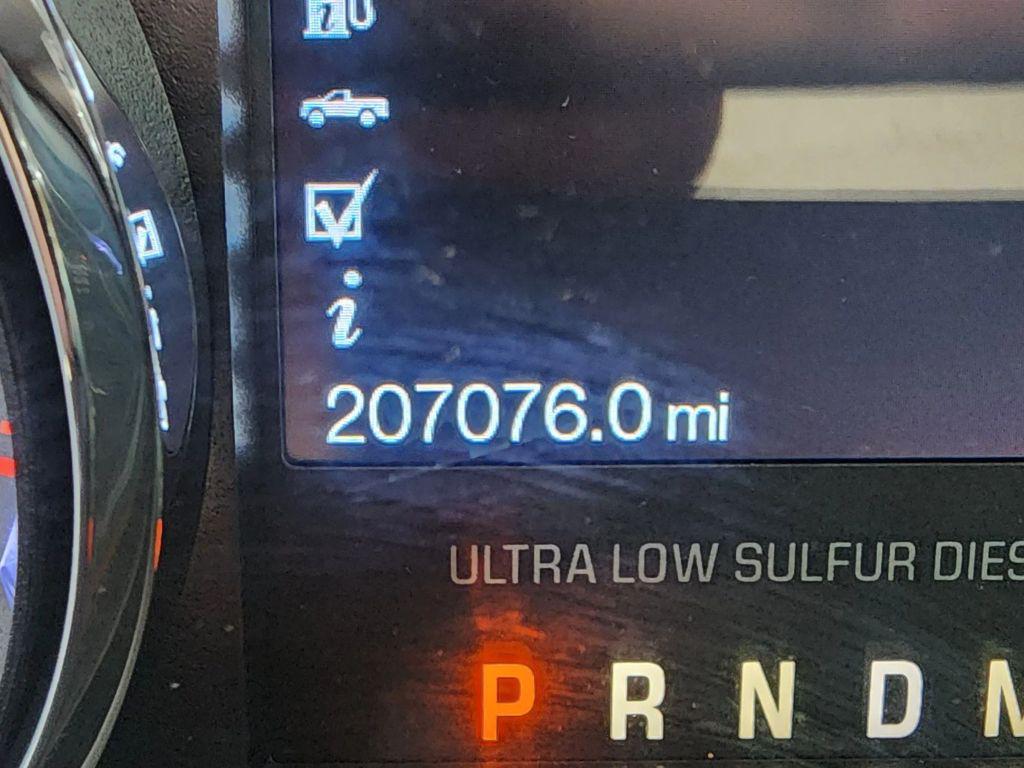 i
207076.0 mi
ULTRA LOW SULFUR DIES
P R N D M